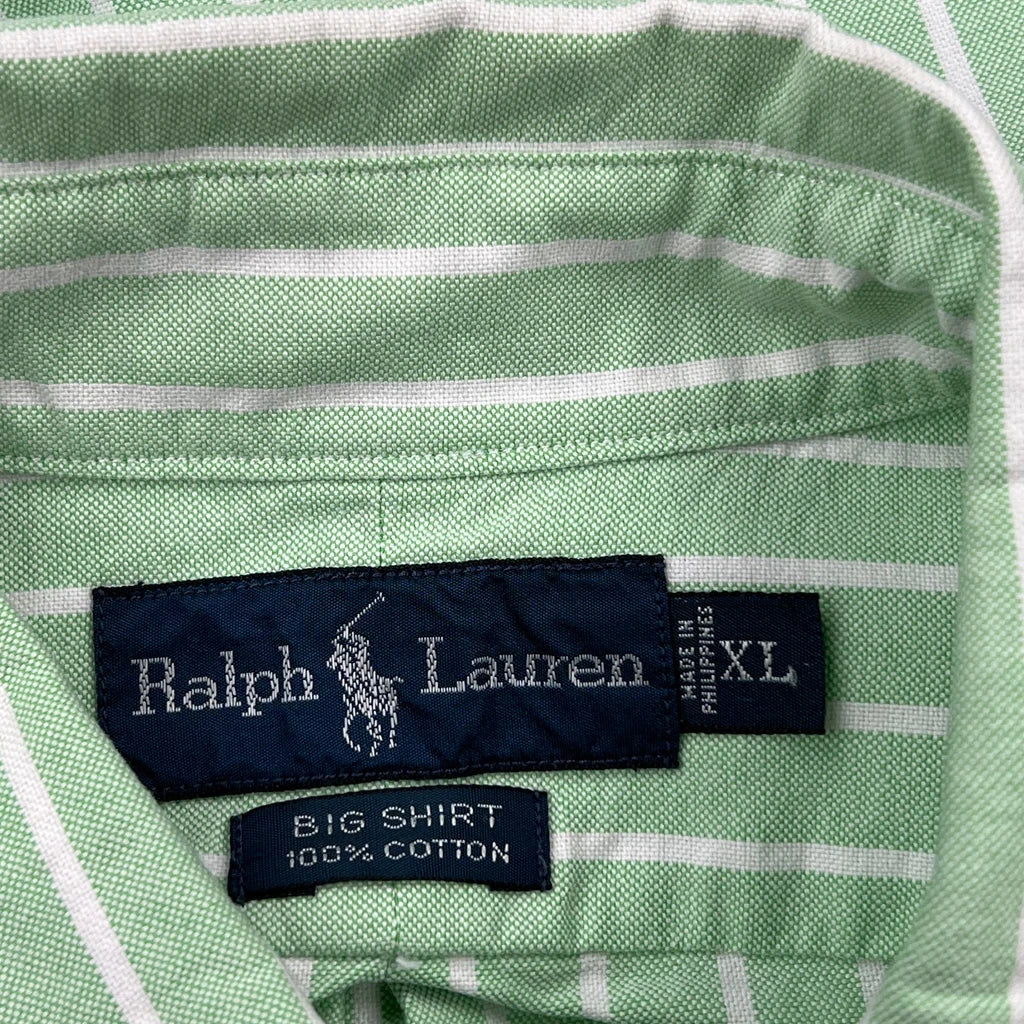 Ralph Lauren
MADE IN
PHILIPPINES
XL
BIG SHIRT
100% COTTON